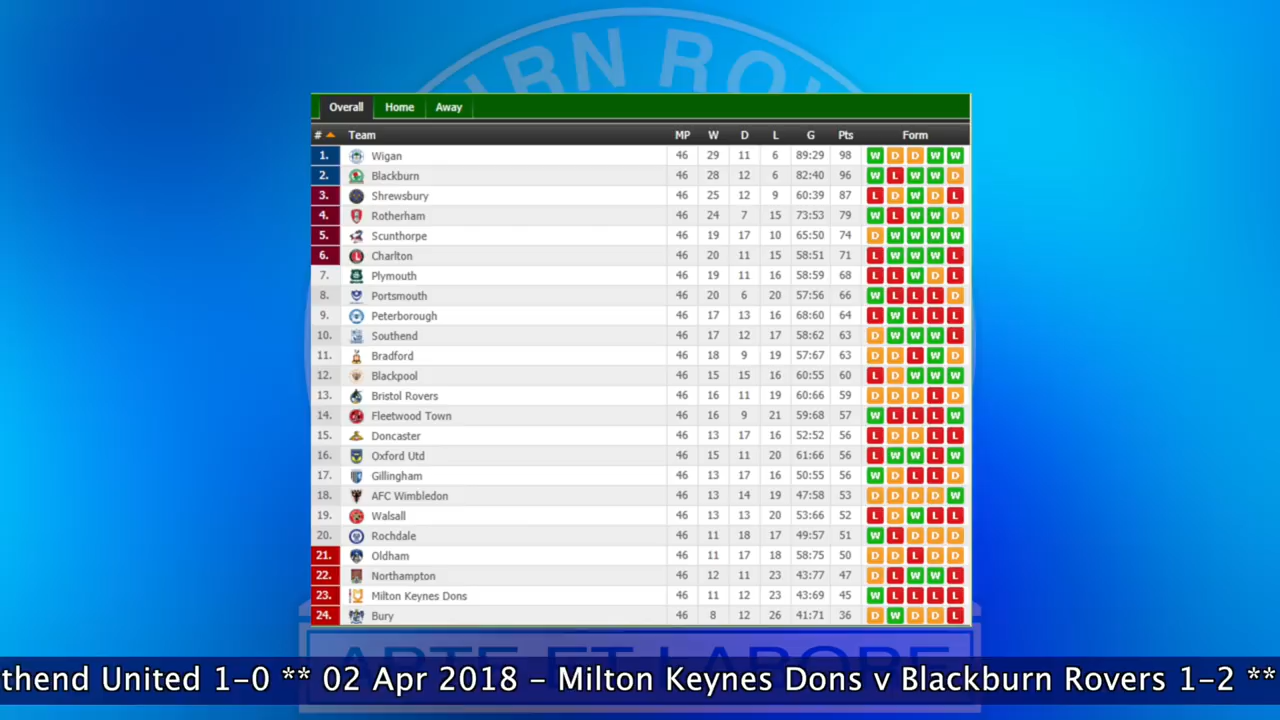 BURN ROV
Overall Home Away
# Team MP W D L G Pts Form
1. Wigan 46 29 11 6 89:29 98 W D D W W
2. Blackburn 46 28 12 6 82:40 96 W L W W D
3. Shrewsbury 46 25 12 9 60:39 87 L D W D L
4. Rotherham 46 24 7 15 73:53 79 W L W W D
5. Scunthorpe 46 19 17 10 65:50 74 D W W W W
6. Charlton 46 20 11 15 58:51 71 L W W W L
7. Plymouth 46 19 11 16 58:59 68 L L W D L
8. Portsmouth 46 20 6 20 57:56 66 W L L L D
9. Peterborough 46 17 13 16 68:60 64 L W L L L
10. Southend 46 17 12 17 58:62 63 D W W W L
11. Bradford 46 18 9 19 57:67 63 D D L W D
12. Blackpool 46 15 15 16 60:55 60 L D W W W
13. Bristol Rovers 46 16 11 19 60:66 59 D D D L D
14. Fleetwood Town 46 16 9 21 59:68 57 W L L L W
15. Doncaster 46 13 17 16 52:52 56 L D D L L
16. Oxford Utd 46 15 11 20 61:66 56 L W W L W
17. Gillingham 46 13 17 16 50:55 56 W D L L D
18. AFC Wimbledon 46 13 14 19 47:58 53 D D D D W
19. Walsall 46 13 13 20 53:66 52 L D W L L
20. Rochdale 46 11 18 17 49:57 51 W L D D D
21. Oldham 46 11 17 18 58:75 50 D D L D D
22. Northampton 46 12 11 23 43:77 47 D L W W L
23. Milton Keynes Dons 46 11 12 23 43:69 45 W L L L L
24. Bury 46 8 12 26 41:71 36 D W D D L
ARTE ET LABORE
thend United 1-0 ** 02 Apr 2018 - Milton Keynes Dons v Blackburn Rovers 1-2 **